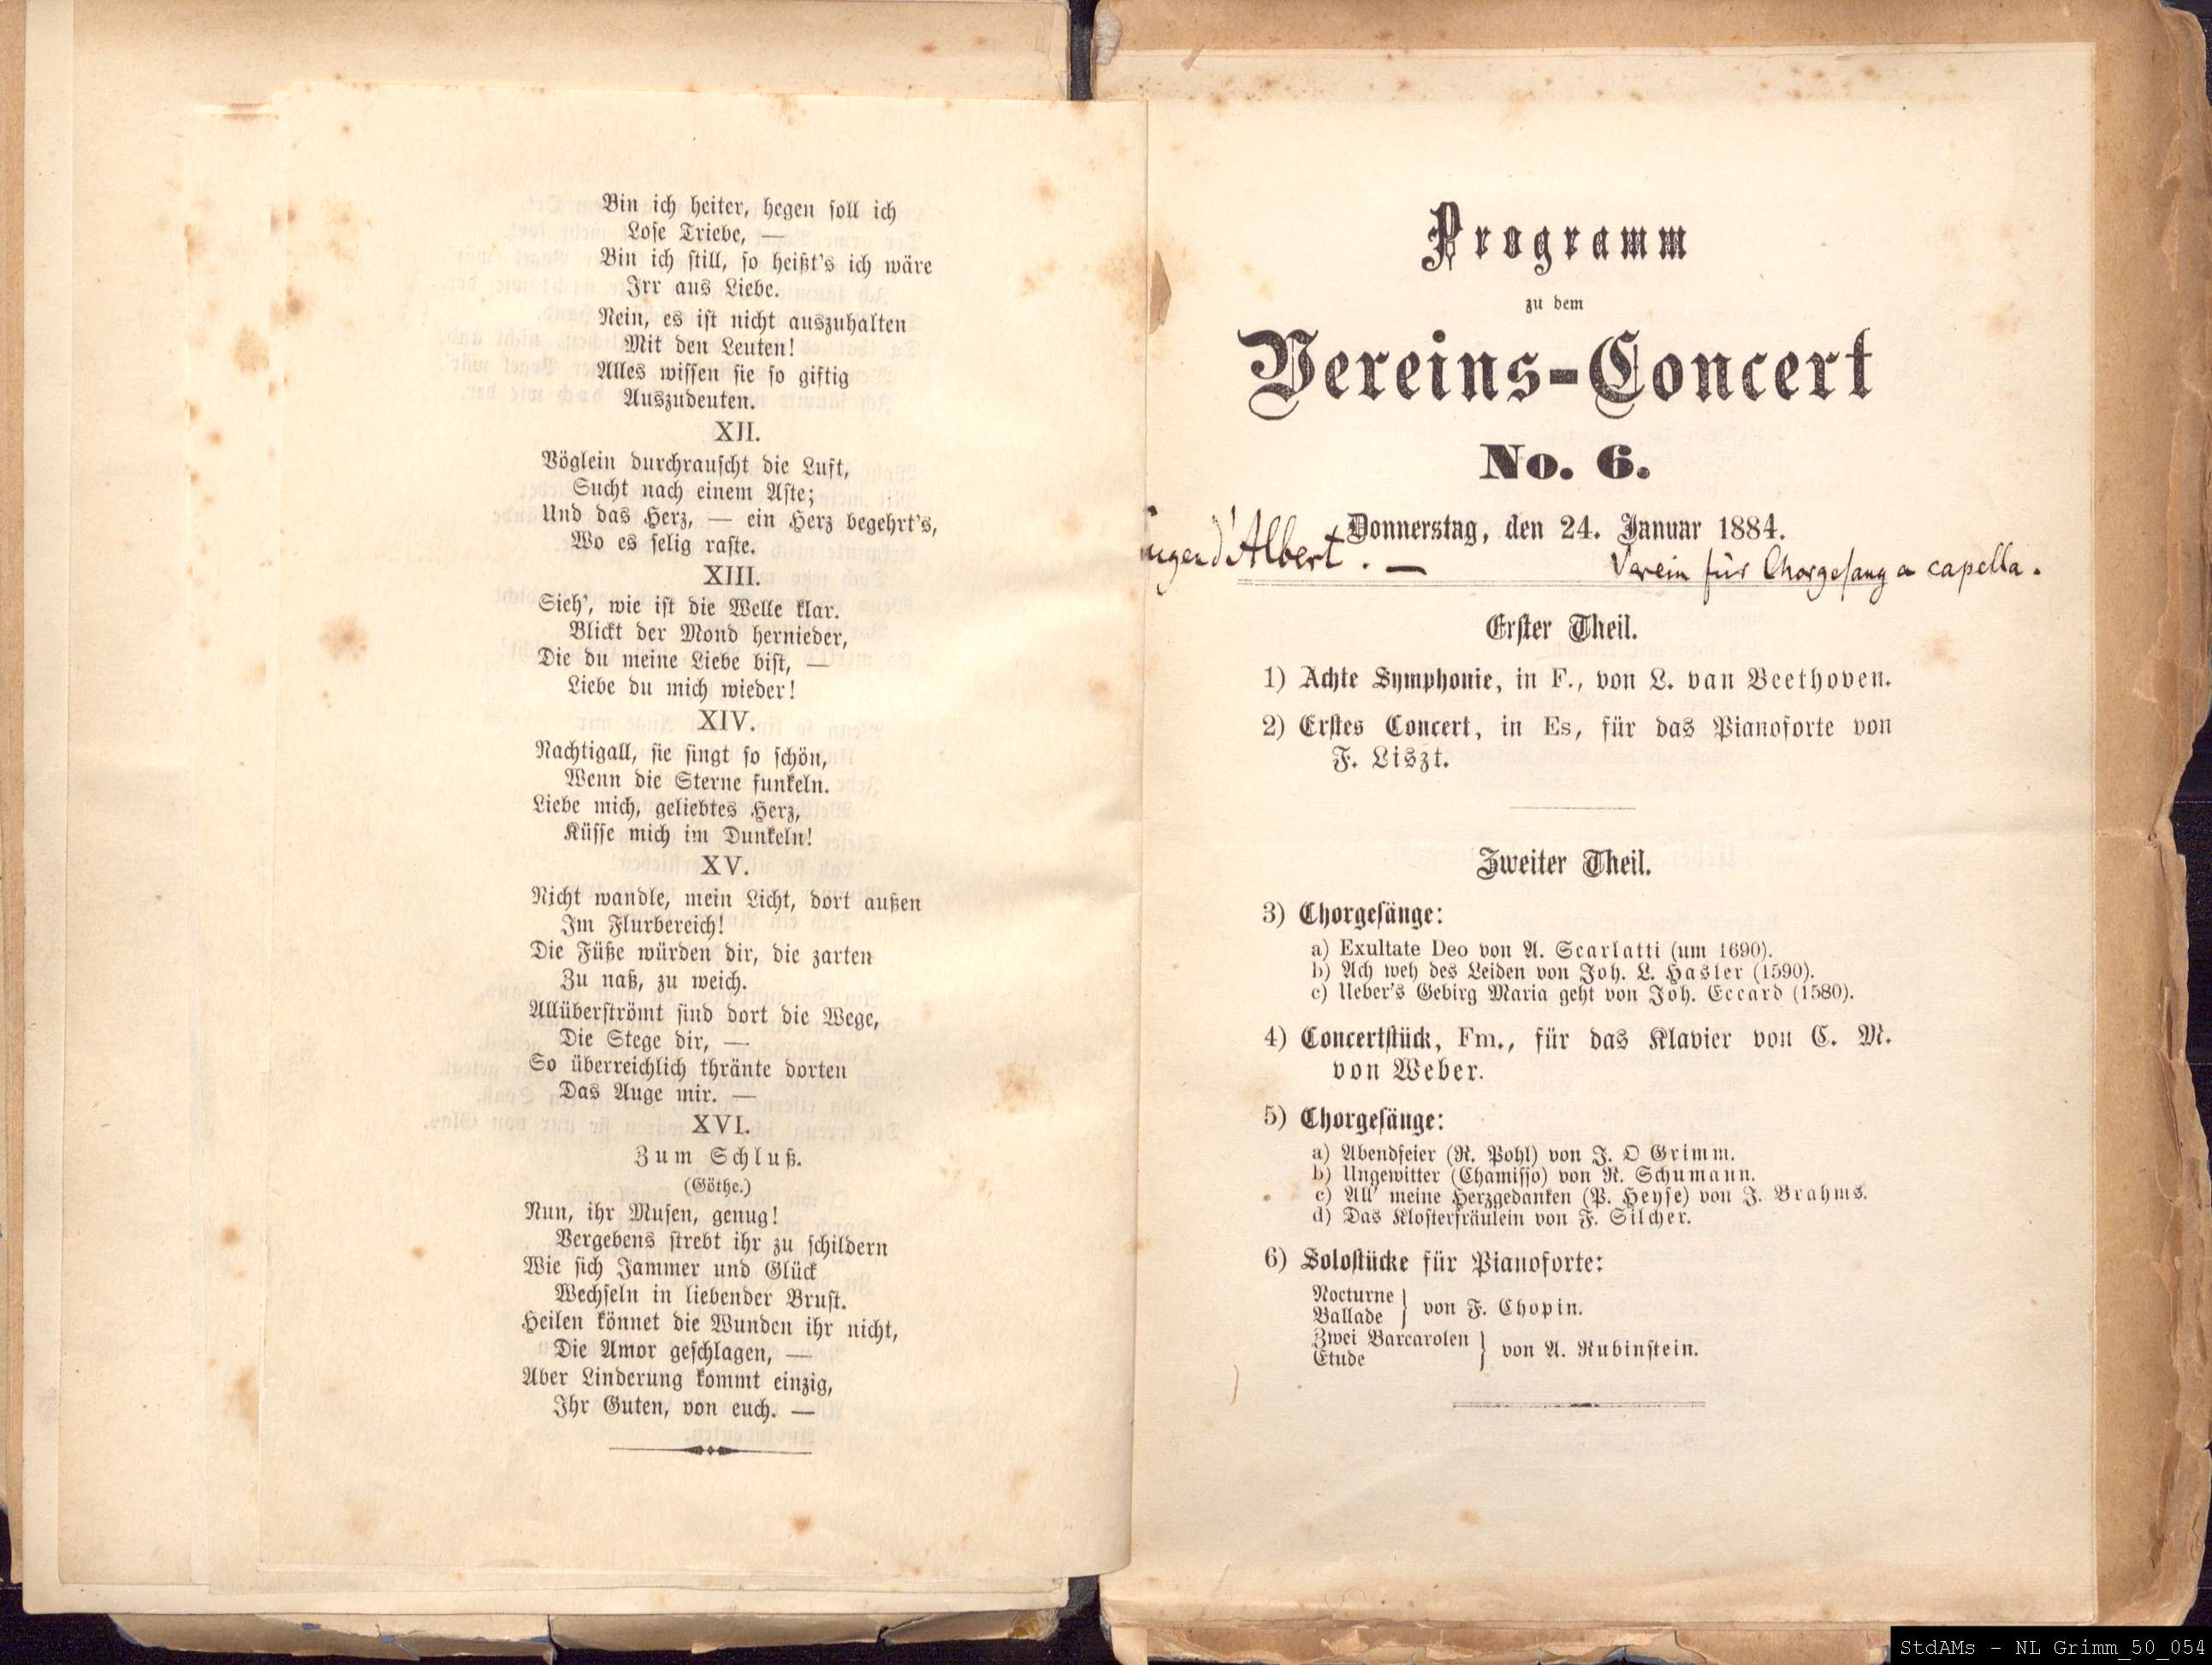 Bin ich heiter, hegen soll ich
Lose Triebe, —
Bin ich still, so heißt's ich wäre
Irr aus Liebe.
Nein, es ist nicht auszuhalten
Mit den Leuten!
Alles wissen sie so giftig
Auszudeuten.
XII.
Vöglein durchrauscht die Luft,
Sucht nach einem Aste;
Und das Herz, — ein Herz begehrt's,
Wo es selig raste.
XIII.
Sieh', wie ist die Welle klar.
Blickt der Mond hernieder,
Die du meine Liebe bist, —
Liebe du mich wieder!
XIV.
Nachtigall, sie singt so schön,
Wenn die Sterne funkeln.
Liebe mich, geliebtes Herz,
Küsse mich im Dunkeln!
XV.
Nicht wandle, mein Licht, dort außen
Im Flurbereich!
Die Füße würden dir, die zarten
Zu naß, zu weich.
Allüberströmt sind dort die Wege,
Die Stege dir, —
So überreichlich thränte dorten
Das Auge mir. —
XVI.
Zum Schluß.
(Göthe.)
Nun, ihr Musen, genug!
Vergebens strebt ihr zu schildern
Wie sich Jammer und Glück
Wechseln in liebender Brust.
Heilen könnet die Wunden ihr nicht,
Die Amor geschlagen, —
Aber Linderung kommt einzig,
Ihr Guten, von euch. —
Programm
zu dem
Vereins-Concert
No. 6.
Donnerstag, den 24. Januar 1884.
ugen d'Albert. —
Verein für Chorgesang a capella.
Erster Theil.
1) Achte Symphonie, in F., von L. van Beethoven.
2) Erstes Concert, in Es, für das Pianoforte von
F. Liszt.
Zweiter Theil.
3) Chorgesänge:
a) Exultate Deo von A. Scarlatti (um 1690).
b) Ach weh des Leiden von Joh. L. Hasler (1590).
c) Ueber's Gebirg Maria geht von Joh. Eccard (1580).
4) Concertstück, Fm., für das Klavier von C. M.
von Weber.
5) Chorgesänge:
a) Abendfeier (R. Pohl) von J. O Grimm.
b) Ungewitter (Chamisso) von R. Schumann.
c) All' meine Herzgedanken (P. Heyse) von J. Brahms.
d) Das Klosterfräulein von F. Silcher.
6) Solostücke für Pianoforte:
Nocturne
Ballade } von F. Chopin.
Zwei Barcarolen
Etude } von A. Rubinstein.
StdAMs - NL Grimm_50_054